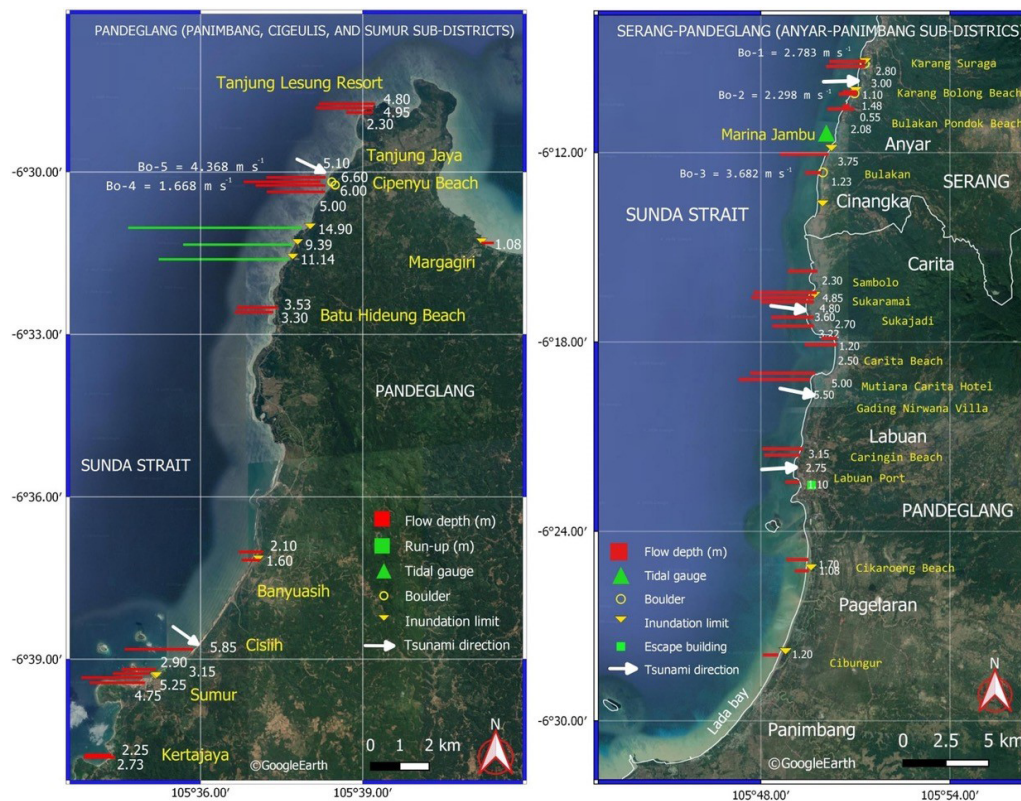 PANDEGLANG (PANIMBANG, CIGEULIS, AND SUMUR SUB-DISTRICTS)
Tanjung Lesung Resort
4.80
4.95
2.30
Tanjung Jaya
5.10
Bo-5 = 4.368 m s⁻¹
6.60
Bo-4 = 1.668 m s⁻¹
6.00
Cipenyu Beach
5.00
14.90
9.39
1.08
11.14
Margagiri
3.53
3.30
Batu Hideung Beach
PANDEGLANG
SUNDA STRAIT
2.10
1.60
Banyuasih
Cislih
5.85
2.90
3.15
5.25
4.75
Sumur
2.25
2.73
Kertajaya
Flow depth (m)
Run-up (m)
Tidal gauge
Boulder
Inundation limit
Tsunami direction
N
0 1 2 km
©GoogleEarth
-6°30.00'
-6°33.00'
-6°36.00'
-6°39.00'
105°36.00'
105°39.00'
SERANG-PANDEGLANG (ANYAR-PANIMBANG SUB-DISTRICS)
Bo-1 = 2.783 m s⁻¹
2.80
Karang Suraga
3.00
Bo-2 = 2.298 m s⁻¹
1.10
Karang Bolong Beach
1.48
0.55
Bulakan Pondok Beach
2.08
Marina Jambu
Anyar
3.75
Bo-3 = 3.682 m s⁻¹
1.23
Bulakan
SERANG
SUNDA STRAIT
Cinangka
Carita
2.30
Sambolo
4.85
Sukaramai
4.80
3.60
2.70
Sukajadi
3.22
1.20
2.50
Carita Beach
5.00
Mutiara Carita Hotel
5.50
Gading Nirwana Villa
Labuan
3.15
Caringin Beach
2.75
1.10
Labuan Port
PANDEGLANG
1.70
1.08
Cikaroeng Beach
Pagelaran
1.20
Cibungur
Lada bay
Panimbang
Flow depth (m)
Tidal gauge
Boulder
Inundation limit
Escape building
Tsunami direction
N
0 2.5 5 km
©GoogleEarth
-6°12.00'
-6°18.00'
-6°24.00'
-6°30.00'
105°48.00'
105°54.00'